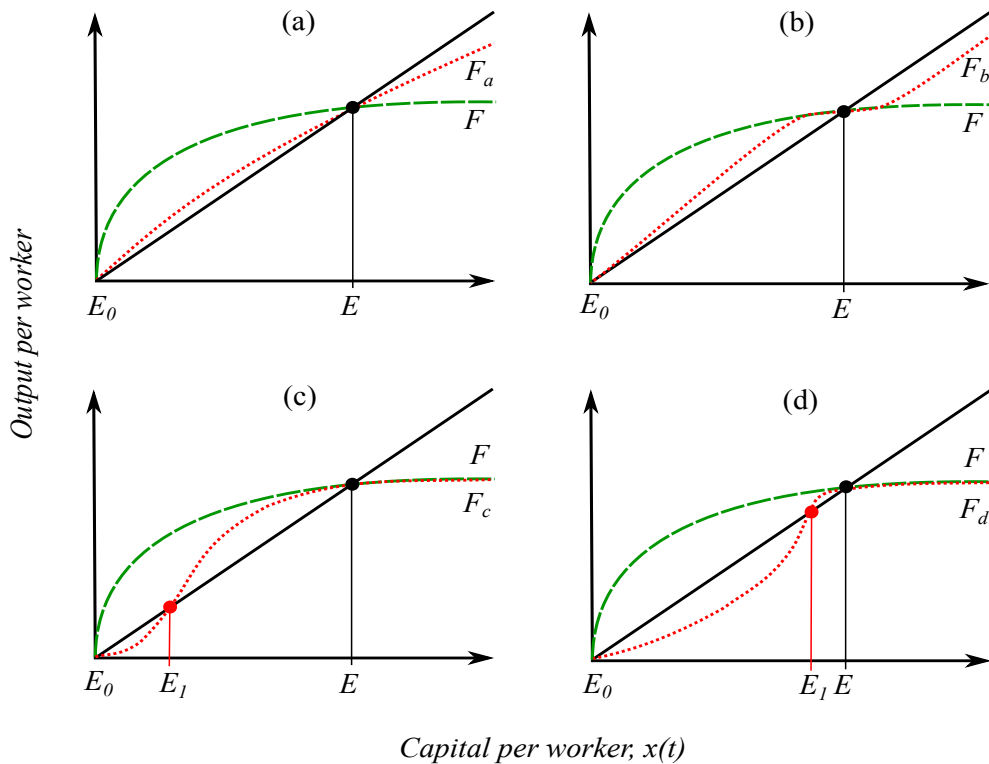 (a)
F_a
F
E_0
E
(b)
F_b
F
E_0
E
Output per worker
(c)
F
F_c
E_0
E_1
E
(d)
F
F_d
E_0
E_1
E
Capital per worker, x(t)